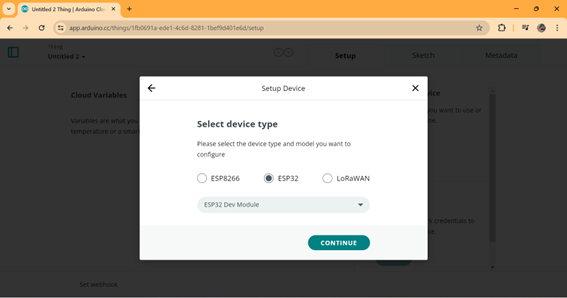 Untitled 2 Thing | Arduino Clo
app.arduino.cc/things/1fb0691a-ede1-4c6d-8281-1bef9d401e6d/setup
Thing
Untitled 2
Setup
Sketch
Metadata
Cloud Variables
Variables are what you
temperature or a smart
vice
you want to use or
Setup Device
Select device type
Please select the device type and model you want to
configure
ESP8266
ESP32
LoRaWAN
ESP32 Dev Module
credentials to
CONTINUE
Set webhook